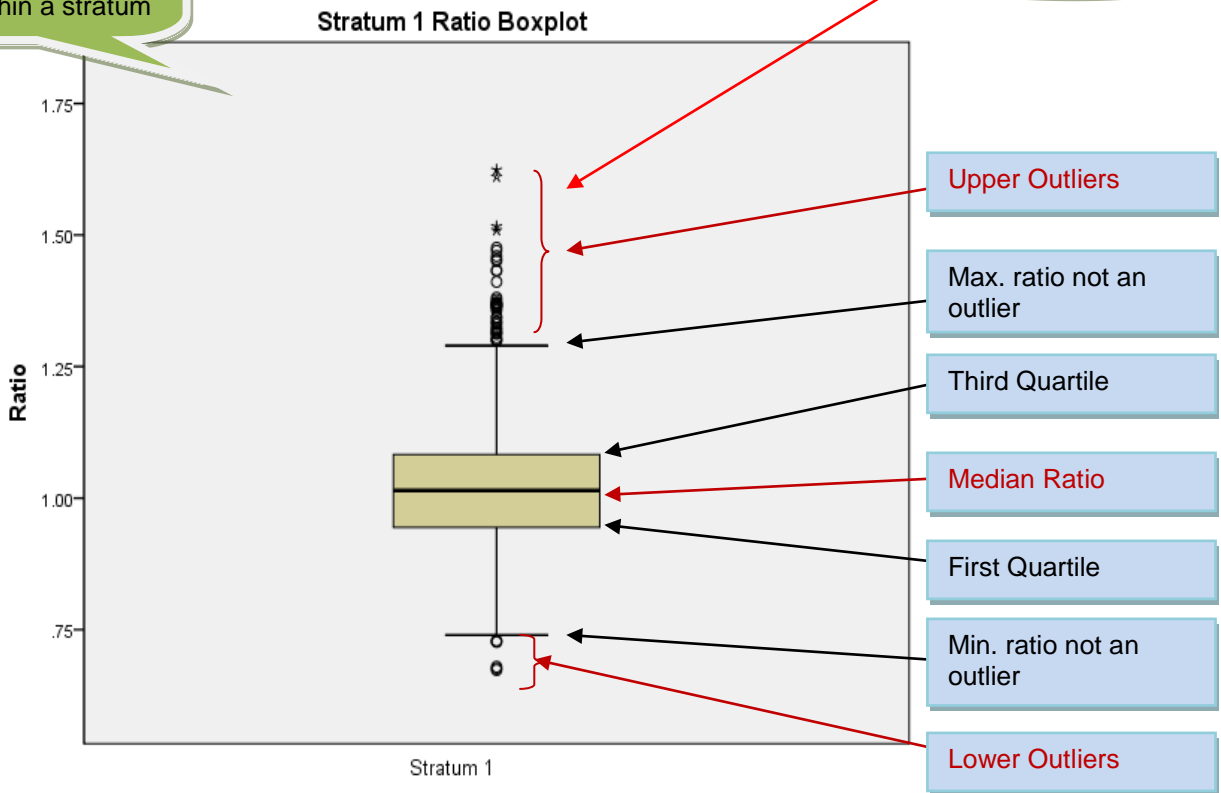 hin a stratum
Stratum 1 Ratio Boxplot
1.75
1.50
1.25
1.00
.75
Ratio
Stratum 1
Upper Outliers
Max. ratio not an
outlier
Third Quartile
Median Ratio
First Quartile
Min. ratio not an
outlier
Lower Outliers